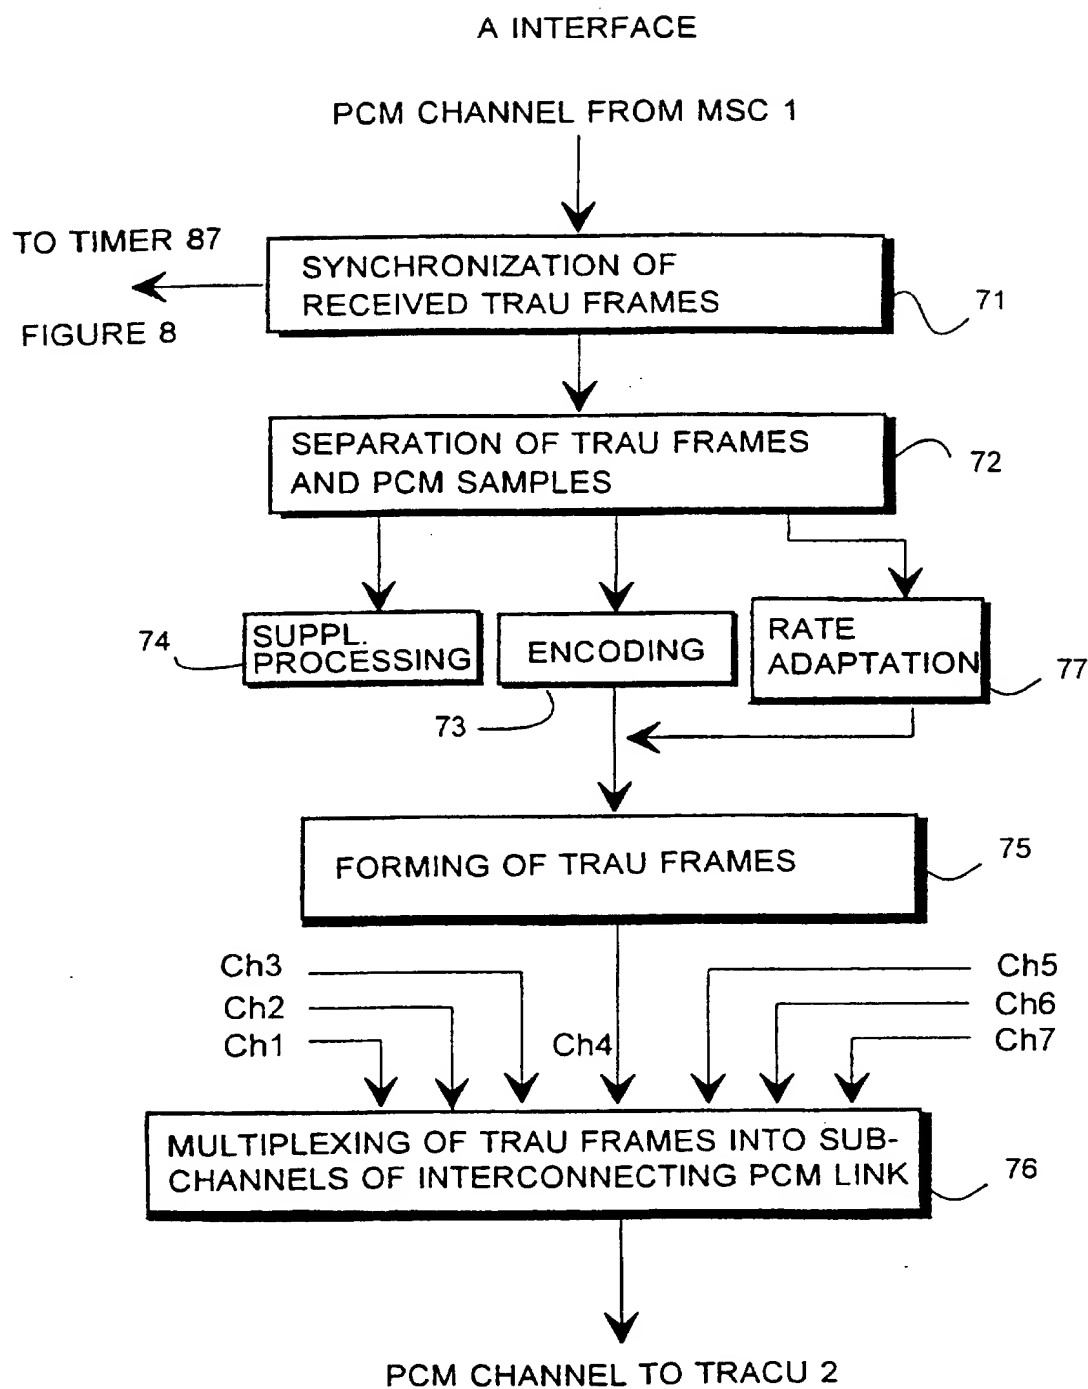 A INTERFACE
PCM CHANNEL FROM MSC 1
TO TIMER 87
FIGURE 8
SYNCHRONIZATION OF
RECEIVED TRAU FRAMES
71
SEPARATION OF TRAU FRAMES
AND PCM SAMPLES
72
74
SUPPL.
PROCESSING
ENCODING
73
RATE
ADAPTATION
77
FORMING OF TRAU FRAMES
75
Ch3
Ch2
Ch1
Ch4
Ch5
Ch6
Ch7
MULTIPLEXING OF TRAU FRAMES INTO SUB-
CHANNELS OF INTERCONNECTING PCM LINK
76
PCM CHANNEL TO TRACU 2